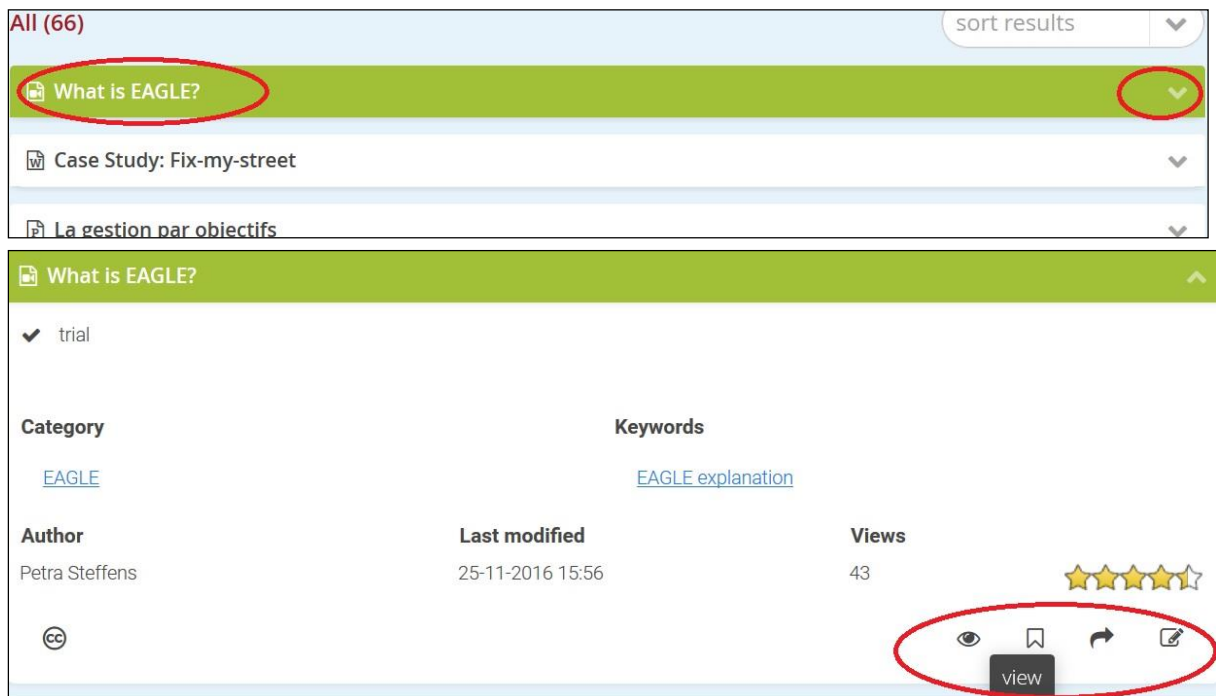 All (66)
sort results
What is EAGLE?
Case Study: Fix-my-street
La gestion par objectifs
What is EAGLE?
trial
Category Keywords
EAGLE EAGLE explanation
Author Last modified Views
Petra Steffens 25-11-2016 15:56 43
cc
view